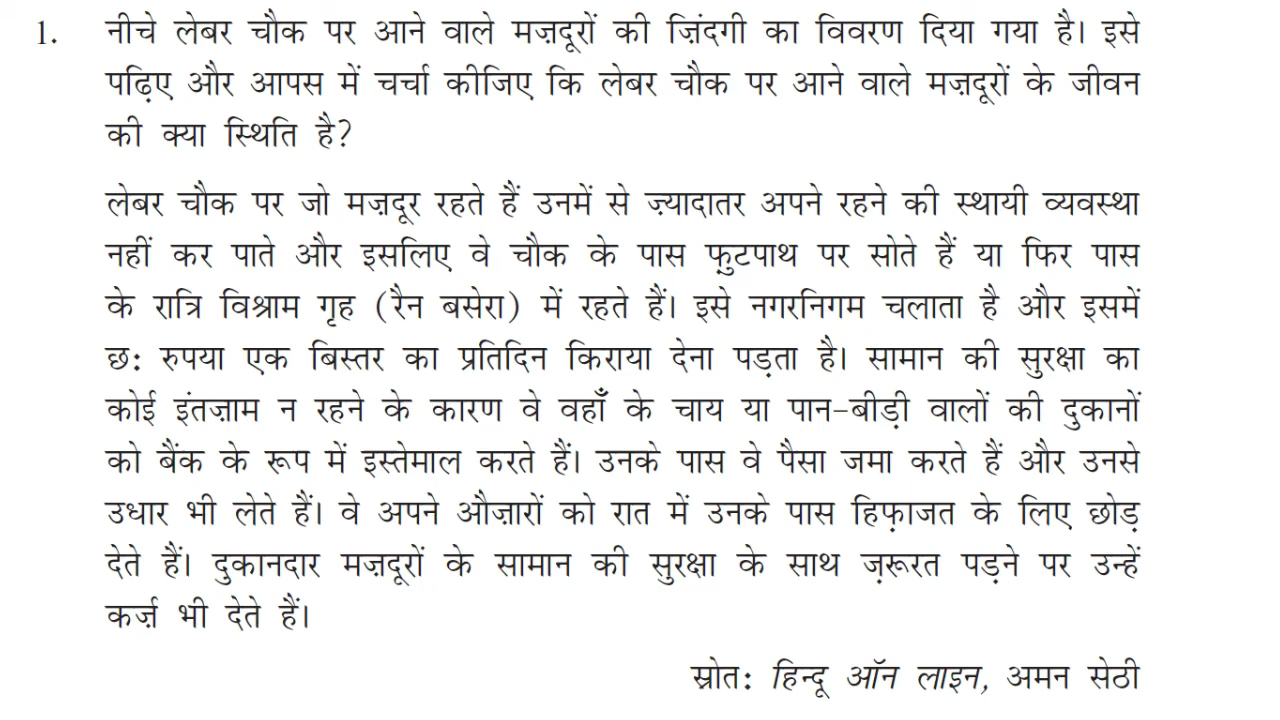 1. नीचे लेबर चौक पर आने वाले मज़दूरों की ज़िंदगी का विवरण दिया गया है। इसे
पढ़िए और आपस में चर्चा कीजिए कि लेबर चौक पर आने वाले मज़दूरों के जीवन
की क्या स्थिति है?
लेबर चौक पर जो मज़दूर रहते हैं उनमें से ज़्यादातर अपने रहने की स्थायी व्यवस्था
नहीं कर पाते और इसलिए वे चौक के पास फुटपाथ पर सोते हैं या फिर पास
के रात्रि विश्राम गृह (रैन बसेरा) में रहते हैं। इसे नगरनिगम चलाता है और इसमें
छ: रुपया एक बिस्तर का प्रतिदिन किराया देना पड़ता है। सामान की सुरक्षा का
कोई इंतज़ाम न रहने के कारण वे वहाँ के चाय या पान-बीड़ी वालों की दुकानों
को बैंक के रूप में इस्तेमाल करते हैं। उनके पास वे पैसा जमा करते हैं और उनसे
उधार भी लेते हैं। वे अपने औज़ारों को रात में उनके पास हिफ़ाजत के लिए छोड़
देते हैं। दुकानदार मज़दूरों के सामान की सुरक्षा के साथ ज़रूरत पड़ने पर उन्हें
कर्ज़ भी देते हैं।
स्रोत: हिन्दू ऑन लाइन, अमन सेठी